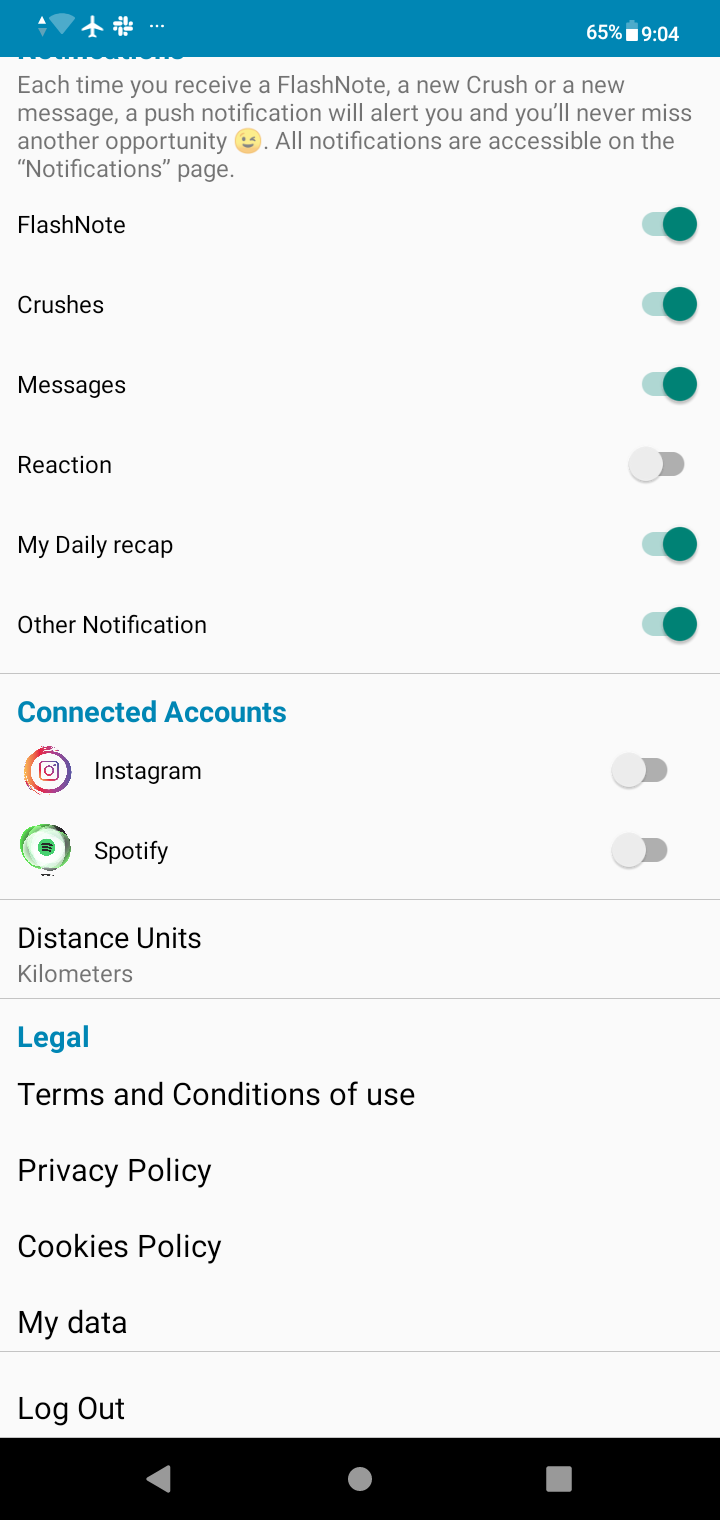 65% 9:04
Notifications
Each time you receive a FlashNote, a new Crush or a new
message, a push notification will alert you and you’ll never miss
another opportunity 😉. All notifications are accessible on the
“Notifications” page.
FlashNote
Crushes
Messages
Reaction
My Daily recap
Other Notification
Connected Accounts
Instagram
Spotify
Distance Units
Kilometers
Legal
Terms and Conditions of use
Privacy Policy
Cookies Policy
My data
Log Out